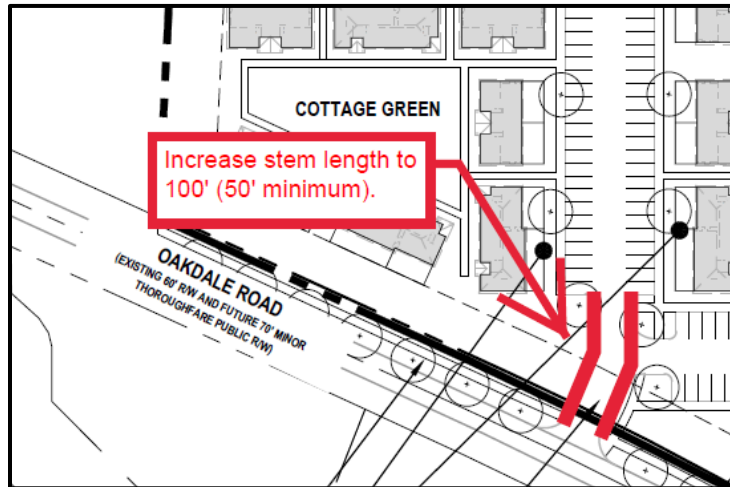 COTTAGE GREEN
Increase stem length to
100' (50' minimum).
OAKDALE ROAD
(EXISTING 60' R/W AND FUTURE 70' MINOR
THOROUGHFARE PUBLIC R/W)